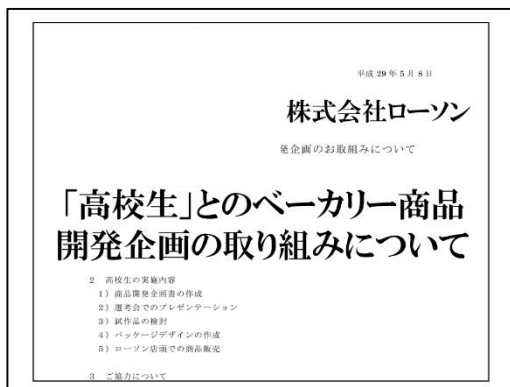 平成29年5月8日
株式会社ローソン
発企画のお取組みについて
「高校生」とのベーカリー商品
開発企画の取り組みについて
2 高校生の実施内容
1）商品開発企画書の作成
2）選考会でのプレゼンテーション
3）試作品の検討
4）パッケージデザインの作成
5）ローソン店頭での商品販売
3 ご協力について